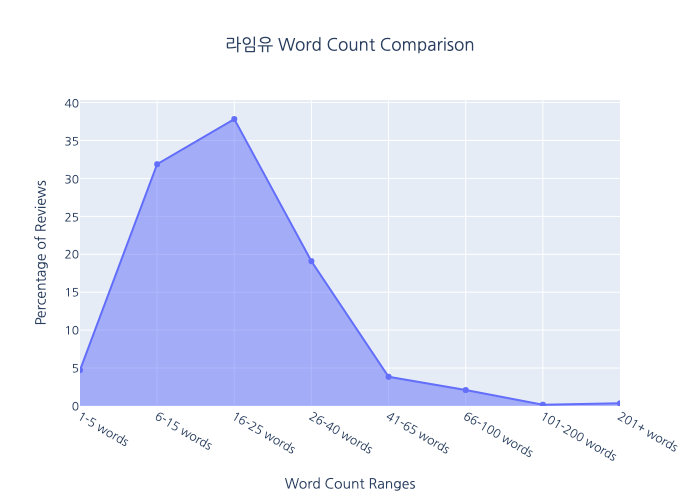 라임유 Word Count Comparison
40
35
30
25
20
15
10
5
0
Percentage of Reviews
1-5 words
6-15 words
16-25 words
26-40 words
41-65 words
66-100 words
101-200 words
201+ words
Word Count Ranges